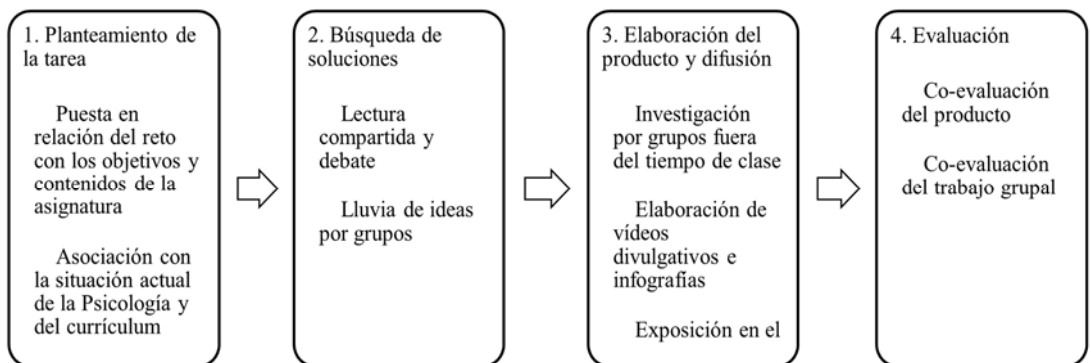 1. Planteamiento de
la tarea
Puesta en
relación del reto
con los objetivos y
contenidos de la
asignatura
Asociación con
la situación actual
de la Psicología y
del currículum
2. Búsqueda de
soluciones
Lectura
compartida y
debate
Lluvia de ideas
por grupos
3. Elaboración del
producto y difusión
Investigación
por grupos fuera
del tiempo de clase
Elaboración de
vídeos
divulgativos e
infografías
Exposición en el
4. Evaluación
Co-evaluación
del producto
Co-evaluación
del trabajo grupal